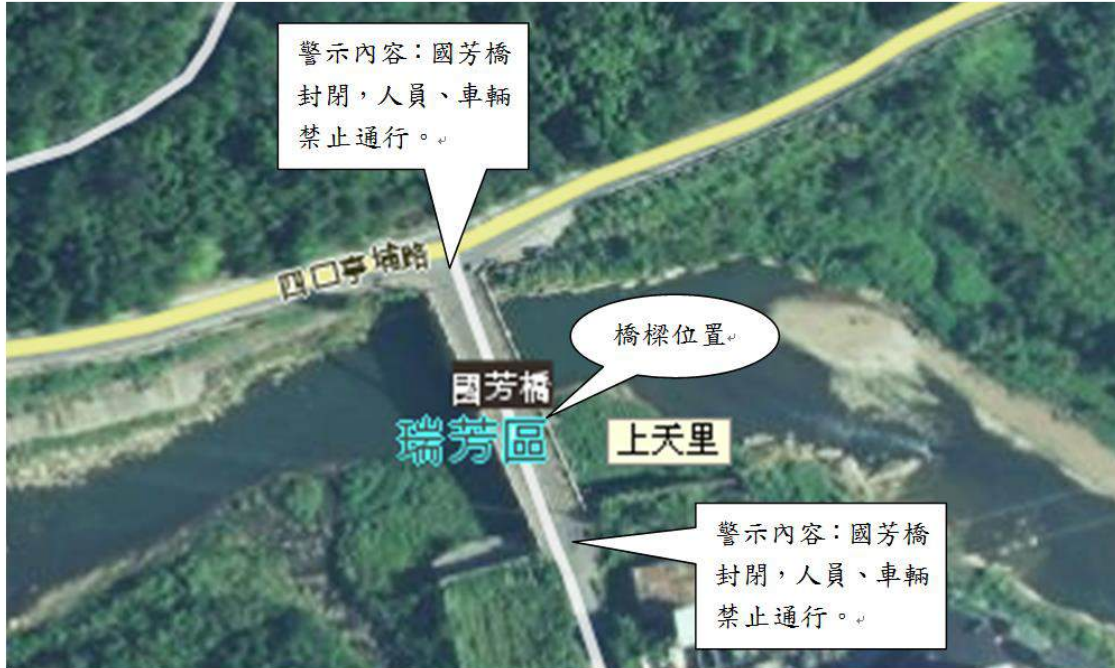 警示內容：國芳橋
封閉，人員、車輛
禁止通行。
四口亭埔路
橋樑位置
國芳橋
瑞芳區
上天里
警示內容：國芳橋
封閉，人員、車輛
禁止通行。